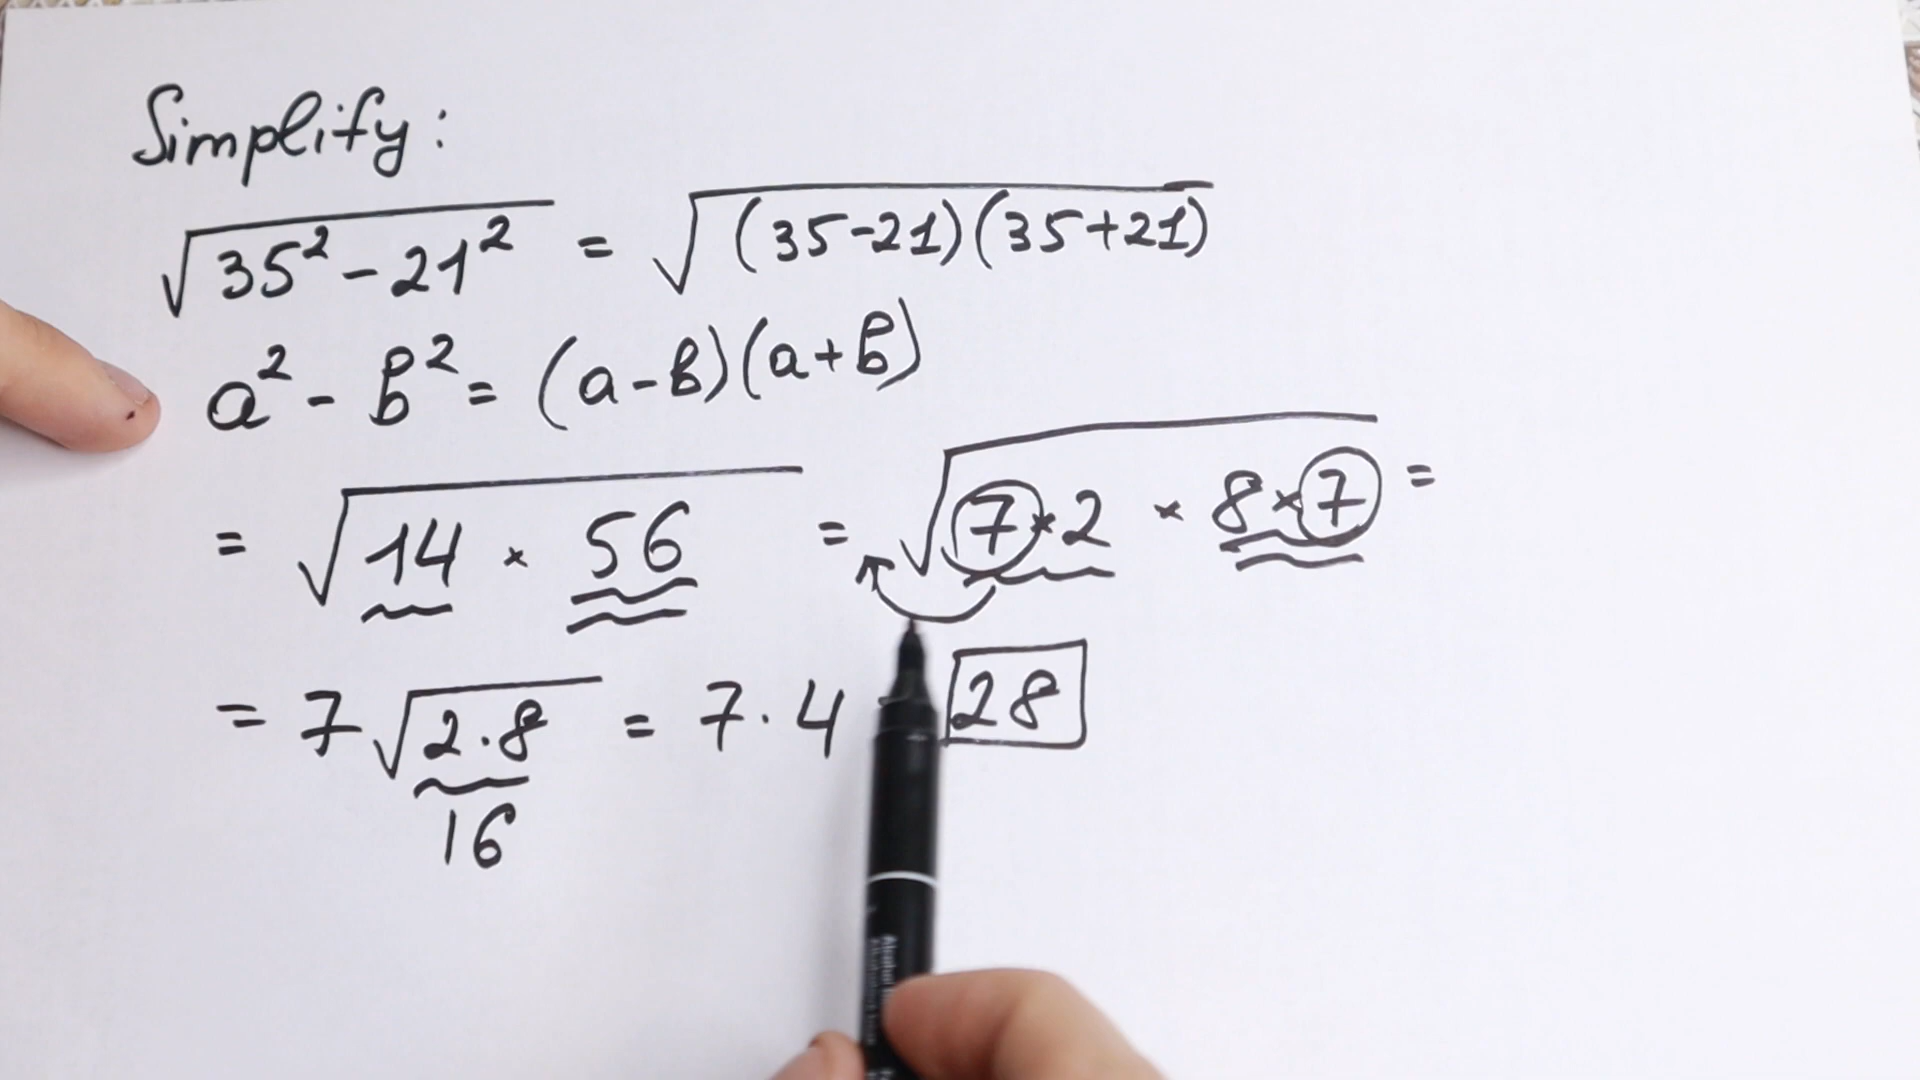 Simplify:
√35² - 21² = √(35-21)(35+21)
a² - b² = (a-b)(a+b)
= √14 × 56 = √7×2 × 8×7 =
= 7√2·8 = 7·4 28
16